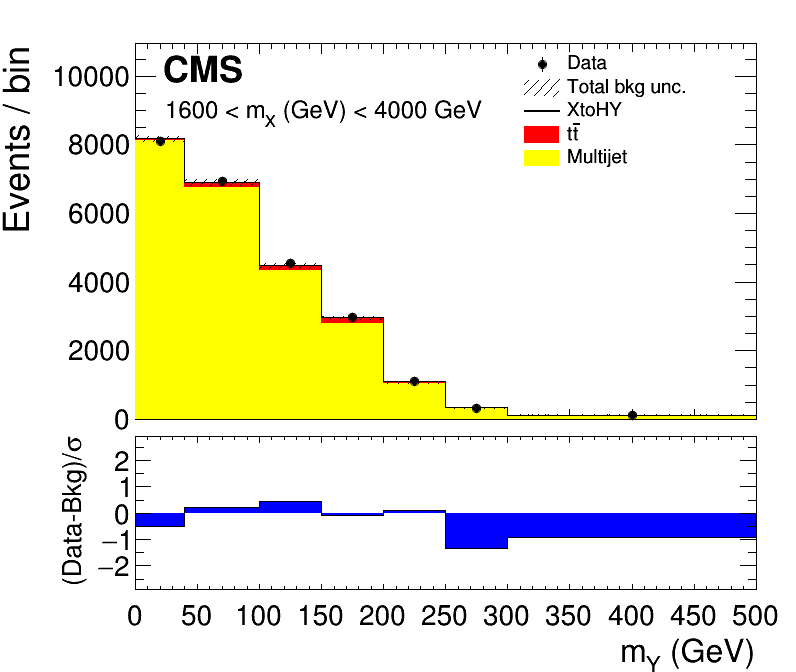 Events / bin
10000
8000
6000
4000
2000
0
CMS
1600 < mX (GeV) < 4000 GeV
Data
Total bkg unc.
XtoHY
tt̄
Multijet
(Data-Bkg)/σ
2
1
0
−1
−2
0 50 100 150 200 250 300 350 400 450 500
mY (GeV)